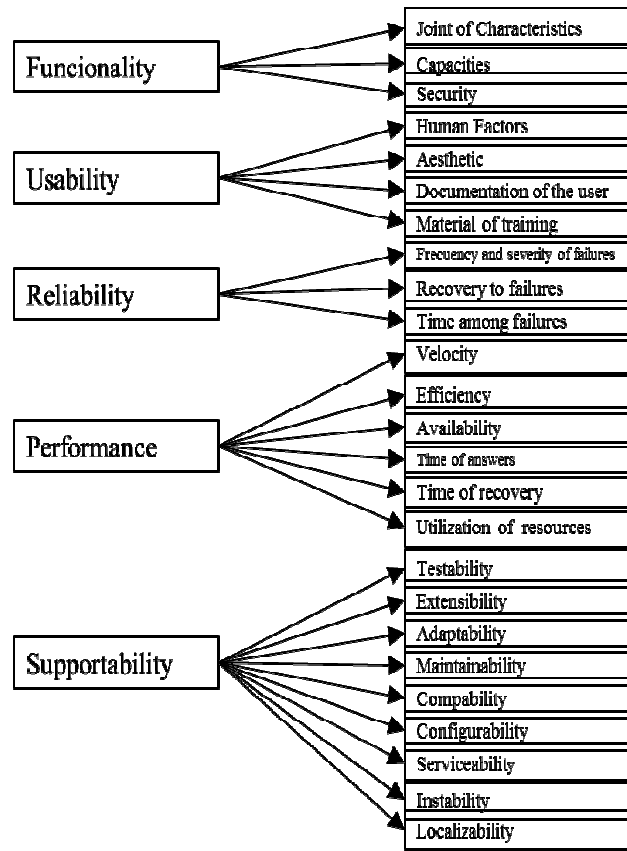 Funcionality
Joint of Characteristics
Capacities
Security
Usability
Human Factors
Aesthetic
Documentation of the user
Material of training
Reliability
Frecuency and severity of failures
Recovery to failures
Time among failures
Performance
Velocity
Efficiency
Availability
Time of answers
Time of recovery
Utilization of resources
Supportability
Testability
Extensibility
Adaptability
Maintainability
Compability
Configurability
Serviceability
Instability
Localizability